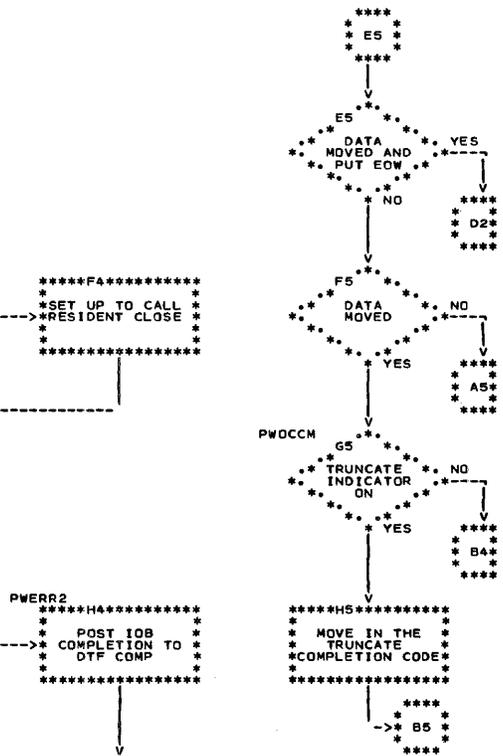 E5
E5
DATA
MOVED AND
PUT EOW
YES
NO
D2
F4
SET UP TO CALL
RESIDENT CLOSE
F5
DATA
MOVED
NO
YES
A5
PWOCCM
G5
TRUNCATE
INDICATOR
ON
NO
YES
B4
PWERR2
H4
POST IOB
COMPLETION TO
DTF COMP
H5
MOVE IN THE
TRUNCATE
COMPLETION CODE
B5